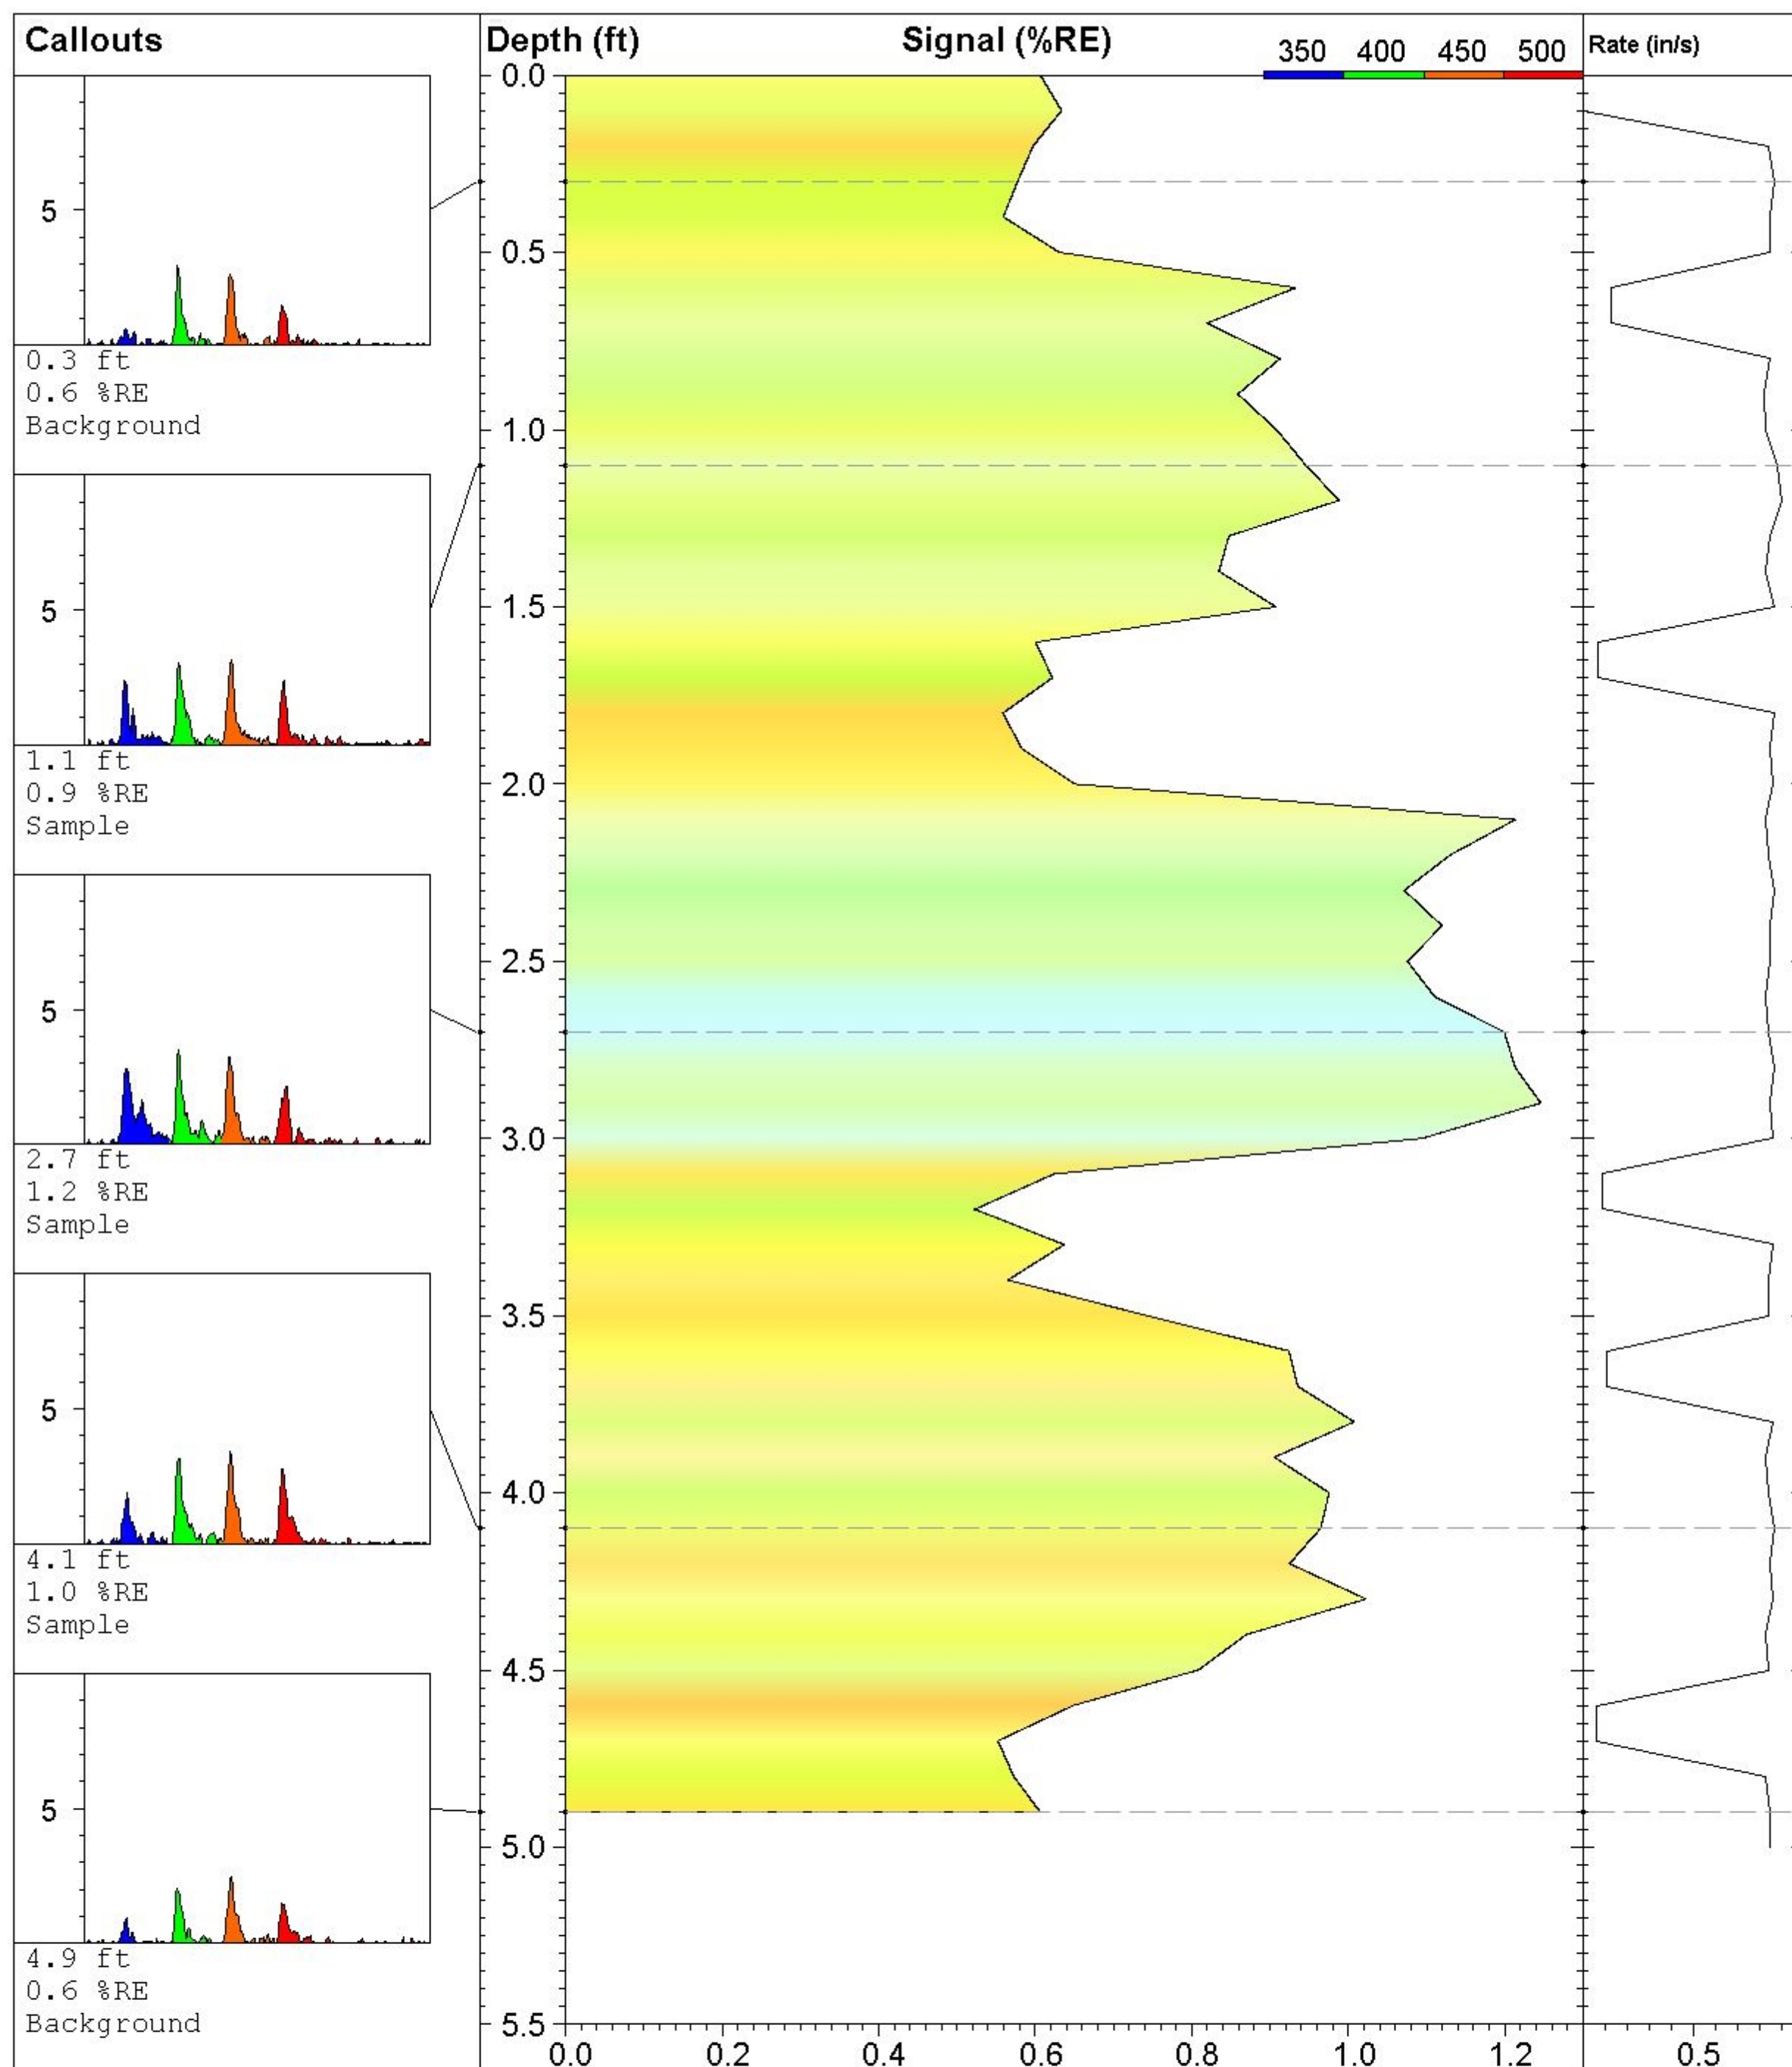 Callouts
Depth (ft)
Signal (%RE)
350 400 450 500
Rate (in/s)
5
0.3 ft
0.6 %RE
Background
5
1.1 ft
0.9 %RE
Sample
5
2.7 ft
1.2 %RE
Sample
5
4.1 ft
1.0 %RE
Sample
5
4.9 ft
0.6 %RE
Background
0.0
0.5
1.0
1.5
2.0
2.5
3.0
3.5
4.0
4.5
5.0
5.5
0.0 0.2 0.4 0.6 0.8 1.0 1.2
0.5